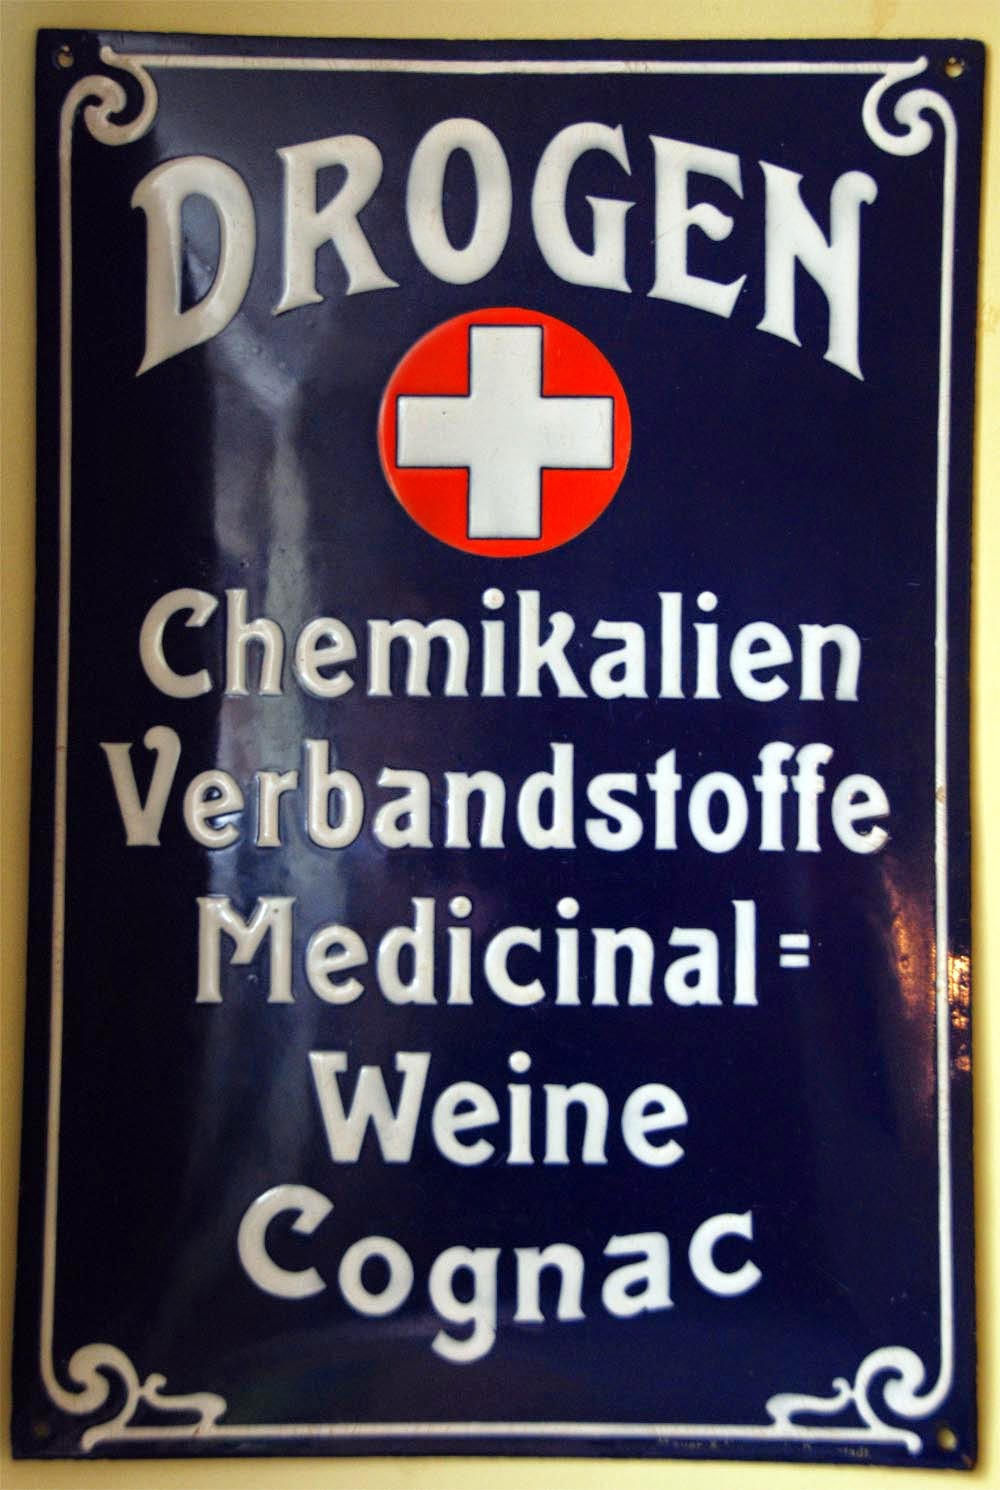 DROGEN
Chemikalien
Verbandstoffe
Medicinal=
Weine
Cognac